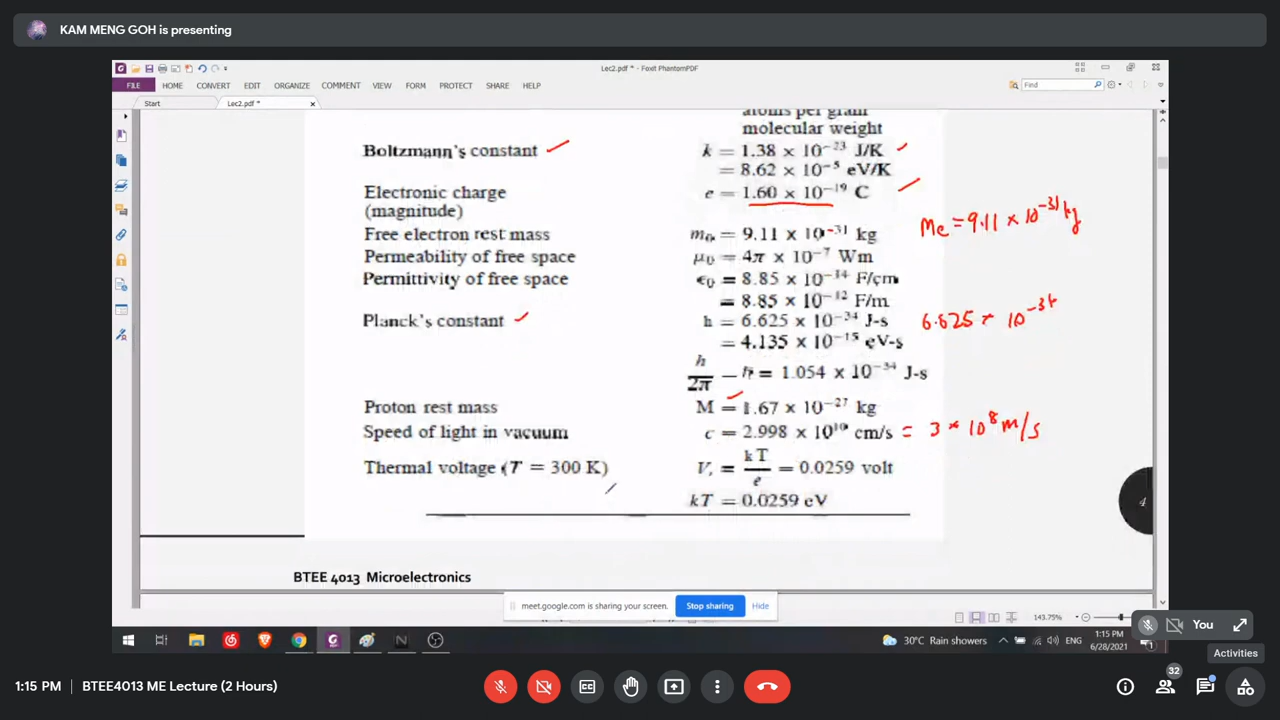 KAM MENG GOH is presenting
Lec2.pdf * - Foxit PhantomPDF
FILE HOME CONVERT EDIT ORGANIZE COMMENT VIEW FORM PROTECT SHARE HELP
Find
Start Lec2.pdf *
atoms per gram
molecular weight
Boltzmann's constant k = 1.38 × 10⁻²³ J/K
= 8.62 × 10⁻⁵ eV/K
Electronic charge e = 1.60 × 10⁻¹⁹ C
(magnitude)
Free electron rest mass m₀ = 9.11 × 10⁻³¹ kg Me = 9.11 × 10⁻³¹ kg
Permeability of free space μ₀ = 4π × 10⁻⁷ Wm
Permittivity of free space ϵ₀ = 8.85 × 10⁻¹⁴ F/cm
= 8.85 × 10⁻¹² F/m
Planck's constant h = 6.625 × 10⁻³⁴ J-s 6.625 × 10⁻³⁴
= 4.135 × 10⁻¹⁵ eV-s
h/2π = ħ = 1.054 × 10⁻³⁴ J-s
Proton rest mass M = 1.67 × 10⁻²⁷ kg
Speed of light in vacuum c = 2.998 × 10¹⁰ cm/s = 3 × 10⁸ m/s
Thermal voltage (T = 300 K) V, = kT/e = 0.0259 volt
kT = 0.0259 eV
4
BTEE 4013 Microelectronics
meet.google.com is sharing your screen. Stop sharing Hide
143.75%
You
30°C Rain showers ENG 1:15 PM
6/28/2021
Activities
32
1:15 PM | BTEE4013 ME Lecture (2 Hours)